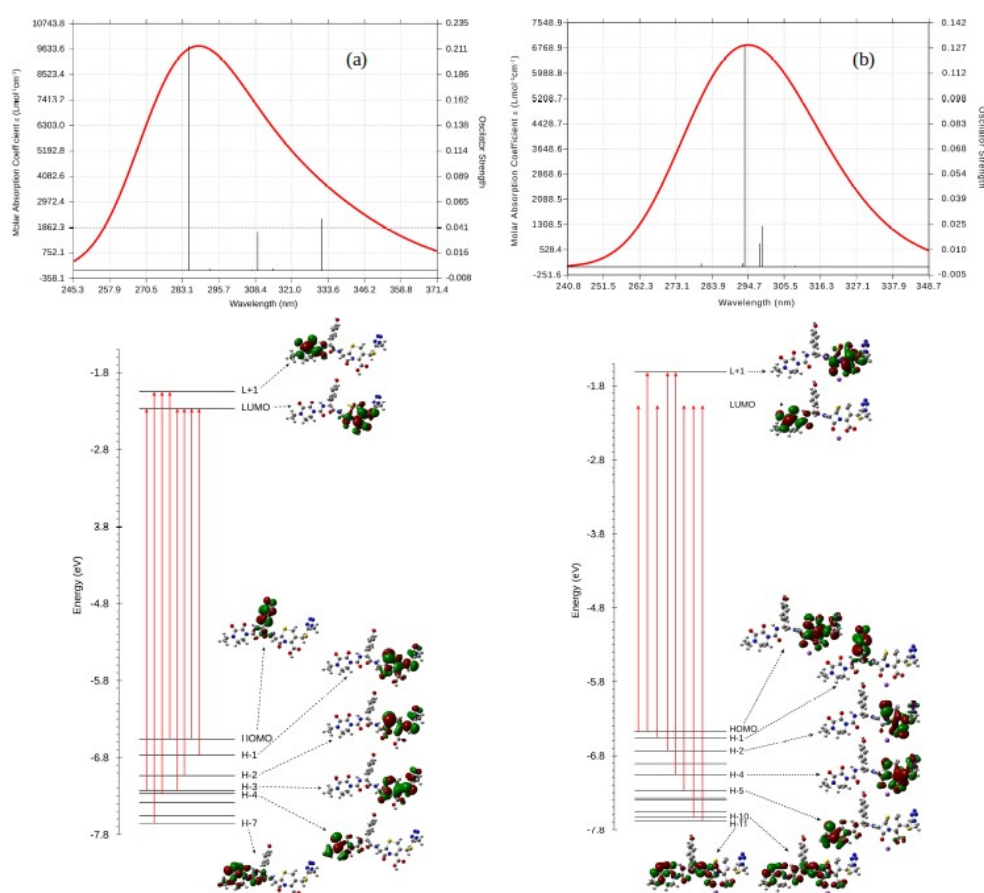 10743.8
9633.6
8523.4
7413.2
6303.0
5192.8
4082.6
2972.4
1862.3
752.1
-358.1
Molar Absorption Coefficient ε (Lmol⁻¹cm⁻¹)
(a)
0.235
0.211
0.186
0.162
0.138
0.114
0.089
0.065
0.041
0.016
-0.008
Oscillator Strength
245.3 257.9 270.5 283.1 295.7 308.4 321.0 333.6 346.2 358.8 371.4
Wavelength (nm)
7548.9
6768.9
5988.8
5208.7
4428.7
3648.6
2868.5
2088.5
1308.5
528.4
-251.6
Molar Absorption Coefficient ε (Lmol⁻¹cm⁻¹)
(b)
0.142
0.127
0.112
0.098
0.083
0.068
0.054
0.039
0.025
0.010
-0.005
Oscillator Strength
240.8 251.5 262.3 273.1 283.9 294.7 305.5 316.3 327.1 337.9 348.7
Wavelength (nm)
-1.8
-2.8
3.8
-4.8
-5.8
-6.8
-7.8
Energy (eV)
L+1
LUMO
HOMO
H-1
H-2
H-3
H-4
H-7
-1.8
-2.8
-3.8
-4.8
-5.8
-6.8
-7.8
Energy (eV)
L+1
LUMO
HOMO
H-1
H-2
H-4
H-5
H-10
H-11